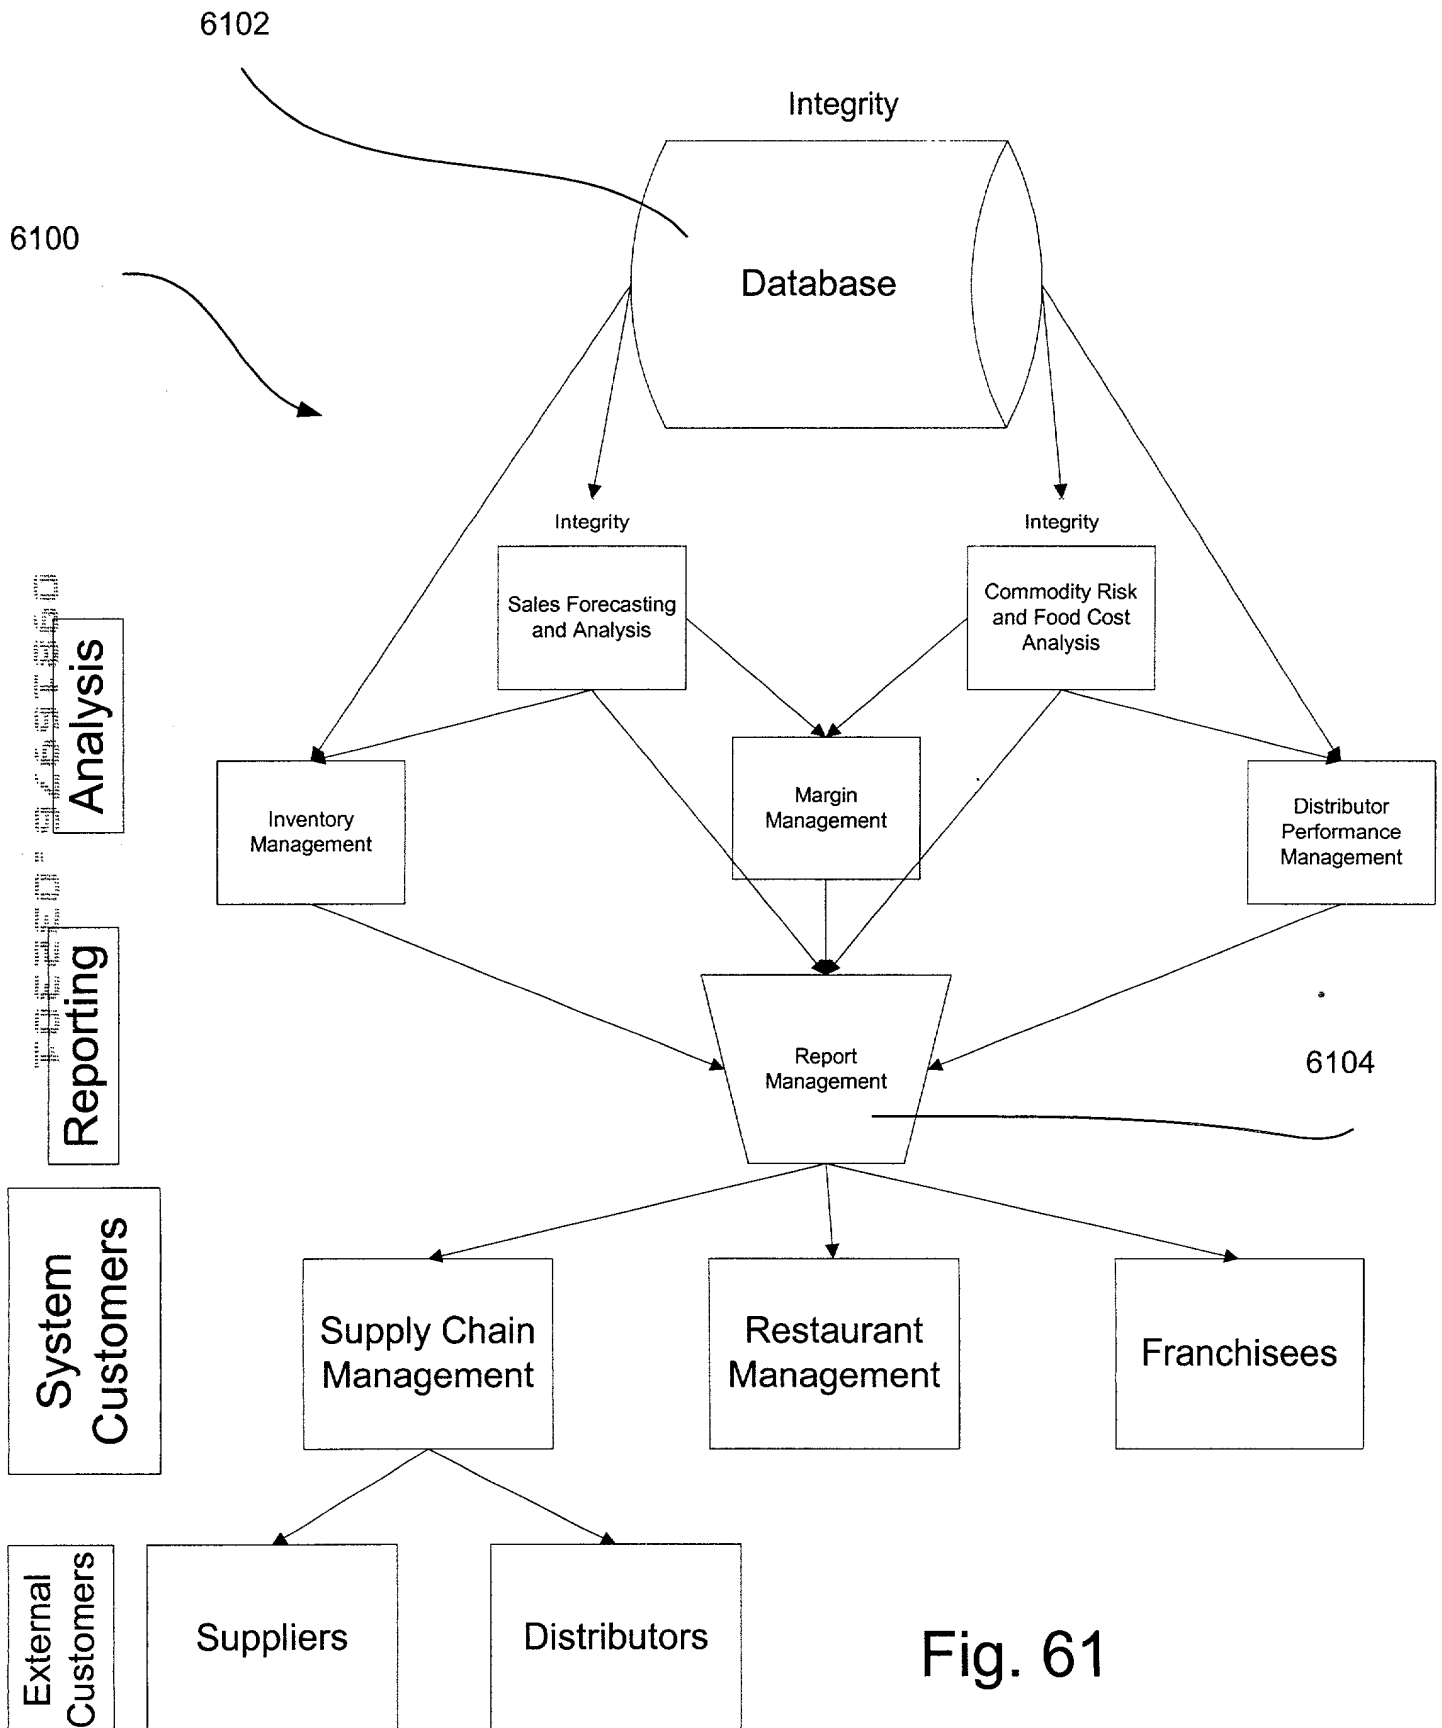 6102
Integrity
6100
Database
Integrity
Integrity
Sales Forecasting
and Analysis
Commodity Risk
and Food Cost
Analysis
Analysis
Inventory
Management
Margin
Management
Distributor
Performance
Management
Reporting
Report
Management
6104
System
Customers
Supply Chain
Management
Restaurant
Management
Franchisees
External
Customers
Suppliers
Distributors
Fig. 61